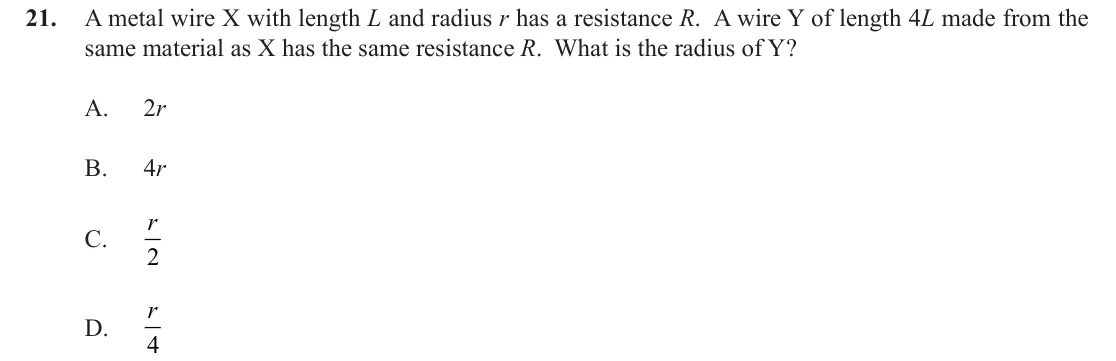 21. A metal wire X with length L and radius r has a resistance R. A wire Y of length 4L made from the
same material as X has the same resistance R. What is the radius of Y?
A. 2r
B. 4r
C. r/2
D. r/4